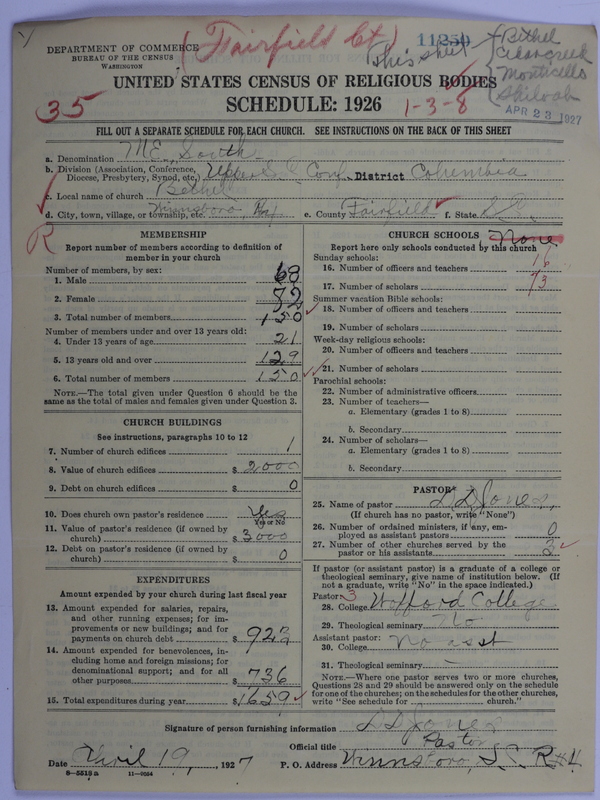 (Fairfield Ct)
11250
This sheet
Bethel
Clear creek
Monticello
Shiloah
DEPARTMENT OF COMMERCE
BUREAU OF THE CENSUS
WASHINGTON
UNITED STATES CENSUS OF RELIGIOUS BODIES
SCHEDULE: 1926
35
1-3-8
APR 23 1927
FILL OUT A SEPARATE SCHEDULE FOR EACH CHURCH. SEE INSTRUCTIONS ON THE BACK OF THIS SHEET
a. Denomination M E South
b. Division (Association, Conference, Diocese, Presbytery, Synod, etc.) Upper S C Conf. District Columbia
c. Local name of church Bethel
d. City, town, village, or township, etc. Winnsboro e. County Fairfield f. State S C
R
MEMBERSHIP
Report number of members according to definition of member in your church
Number of members, by sex:
1. Male 68
2. Female 82
3. Total number of members 150
Number of members under and over 13 years old:
4. Under 13 years of age 21
5. 13 years old and over 129
6. Total number of members 150
NOTE.—The total given under Question 6 should be the same as the total of males and females given under Question 3.
CHURCH BUILDINGS
See instructions, paragraphs 10 to 12
7. Number of church edifices 1
8. Value of church edifices $ 2000
9. Debt on church edifices $ 0
10. Does church own pastor's residence Yes
Yes or No
11. Value of pastor's residence (if owned by church) $ 3000
12. Debt on pastor's residence (if owned by church) $ 0
EXPENDITURES
Amount expended by your church during last fiscal year
13. Amount expended for salaries, repairs, and other running expenses; for improvements or new buildings; and for payments on church debt $ 923
14. Amount expended for benevolences, including home and foreign missions; for denominational support; and for all other purposes $ 736
15. Total expenditures during year $ 1659
CHURCH SCHOOLS None
Report here only schools conducted by this church
Sunday schools:
16. Number of officers and teachers 16
17. Number of scholars 73
Summer vacation Bible schools:
18. Number of officers and teachers
19. Number of scholars
Week-day religious schools:
20. Number of officers and teachers
21. Number of scholars
Parochial schools:
22. Number of administrative officers
23. Number of teachers—
a. Elementary (grades 1 to 8)
b. Secondary
24. Number of scholars—
a. Elementary (grades 1 to 8)
b. Secondary
PASTOR
25. Name of pastor D D Jones
(If church has no pastor, write "None")
26. Number of ordained ministers, if any, employed as assistant pastors 0
27. Number of other churches served by the pastor or his assistants 3
If pastor (or assistant pastor) is a graduate of a college or theological seminary, give name of institution below. (If not a graduate, write "No" in the space indicated.)
Pastor: 3
28. College Wofford College
29. Theological seminary No
Assistant pastor:
30. College No asst
31. Theological seminary —
NOTE.—Where one pastor serves two or more churches, Questions 28 and 29 should be answered only on the schedule for one of the churches; on the schedules for the other churches, write "See schedule for ........ church."
Signature of person furnishing information D D Jones
Official title Pastor
Date April 19, 1927 P. O. Address Winnsboro, S. C. R#4
8-5519a 11-9054